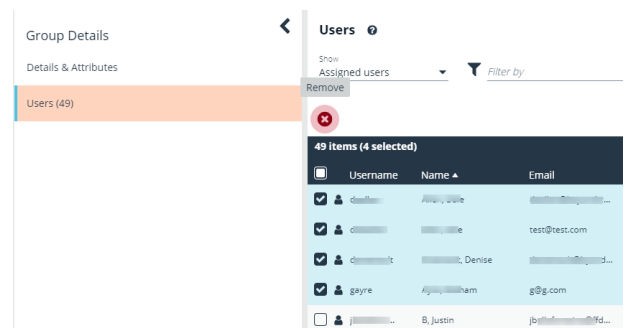 Group Details
Details & Attributes
Users (49)
Users
Show
Assigned users
Filter by
Remove
49 items (4 selected)
Username Name Email
test@test.com
, Denise
gayre g@g.com
B, Justin